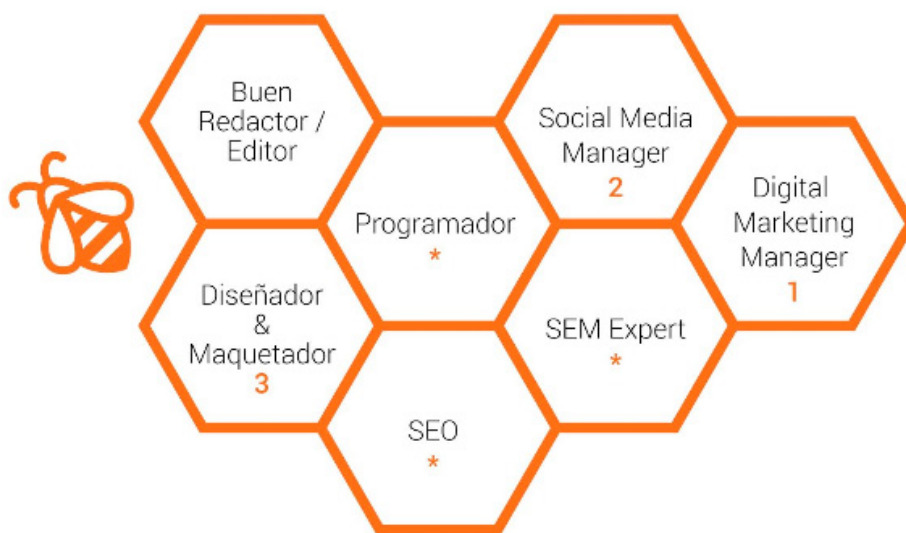 Buen
Redactor /
Editor
Social Media
Manager
2
Programador
*
Digital
Marketing
Manager
1
Diseñador
&
Maquetador
3
SEM Expert
*
SEO
*